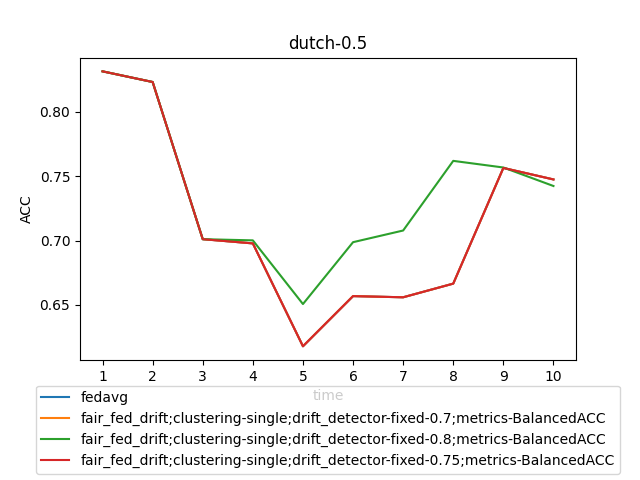 dutch-0.5
ACC
0.80
0.75
0.70
0.65
1 2 3 4 5 6 7 8 9 10
time
fedavg
fair_fed_drift;clustering-single;drift_detector-fixed-0.7;metrics-BalancedACC
fair_fed_drift;clustering-single;drift_detector-fixed-0.8;metrics-BalancedACC
fair_fed_drift;clustering-single;drift_detector-fixed-0.75;metrics-BalancedACC